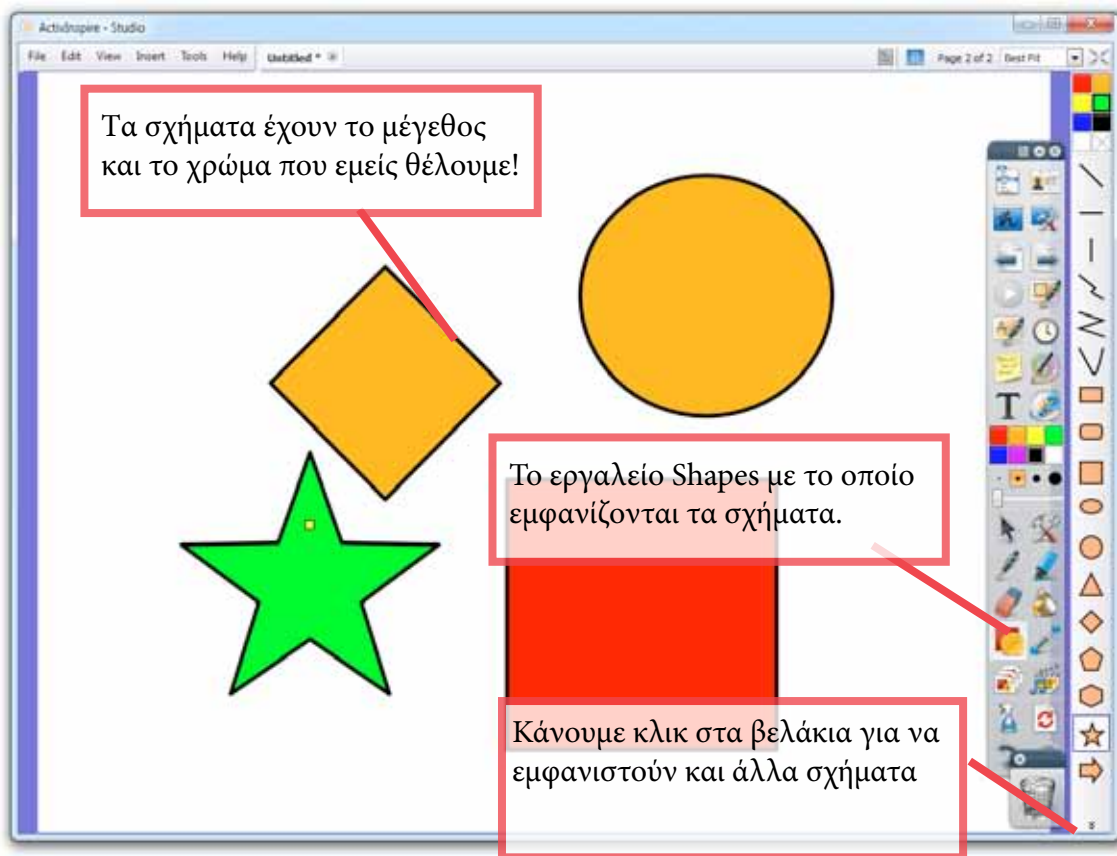 ActivInspire - Studio
File Edit View Insert Tools Help Untitled *
Page 2 of 2 Best Fit
Τα σχήματα έχουν το μέγεθος
και το χρώμα που εμείς θέλουμε!
Το εργαλείο Shapes με το οποίο
εμφανίζονται τα σχήματα.
Κάνουμε κλικ στα βελάκια για να
εμφανιστούν και άλλα σχήματα
T